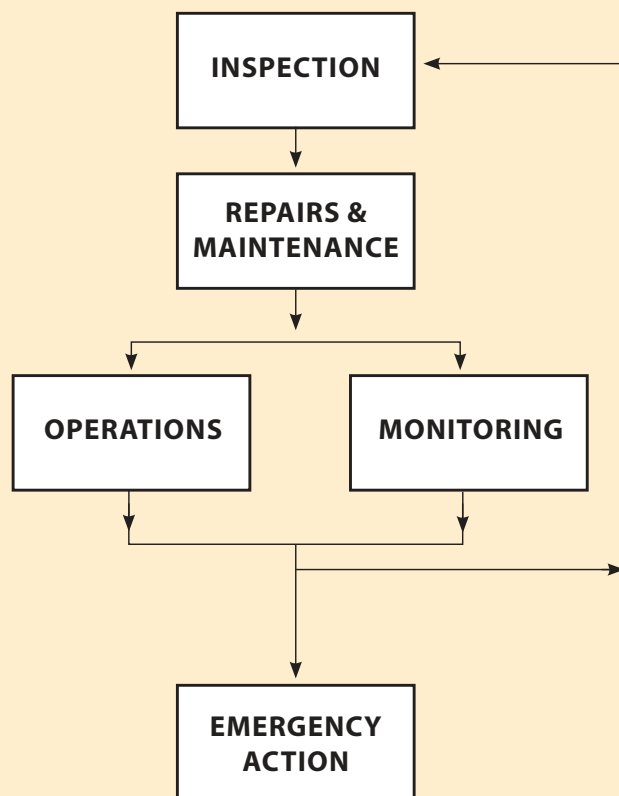 INSPECTION
REPAIRS &
MAINTENANCE
OPERATIONS
MONITORING
EMERGENCY
ACTION